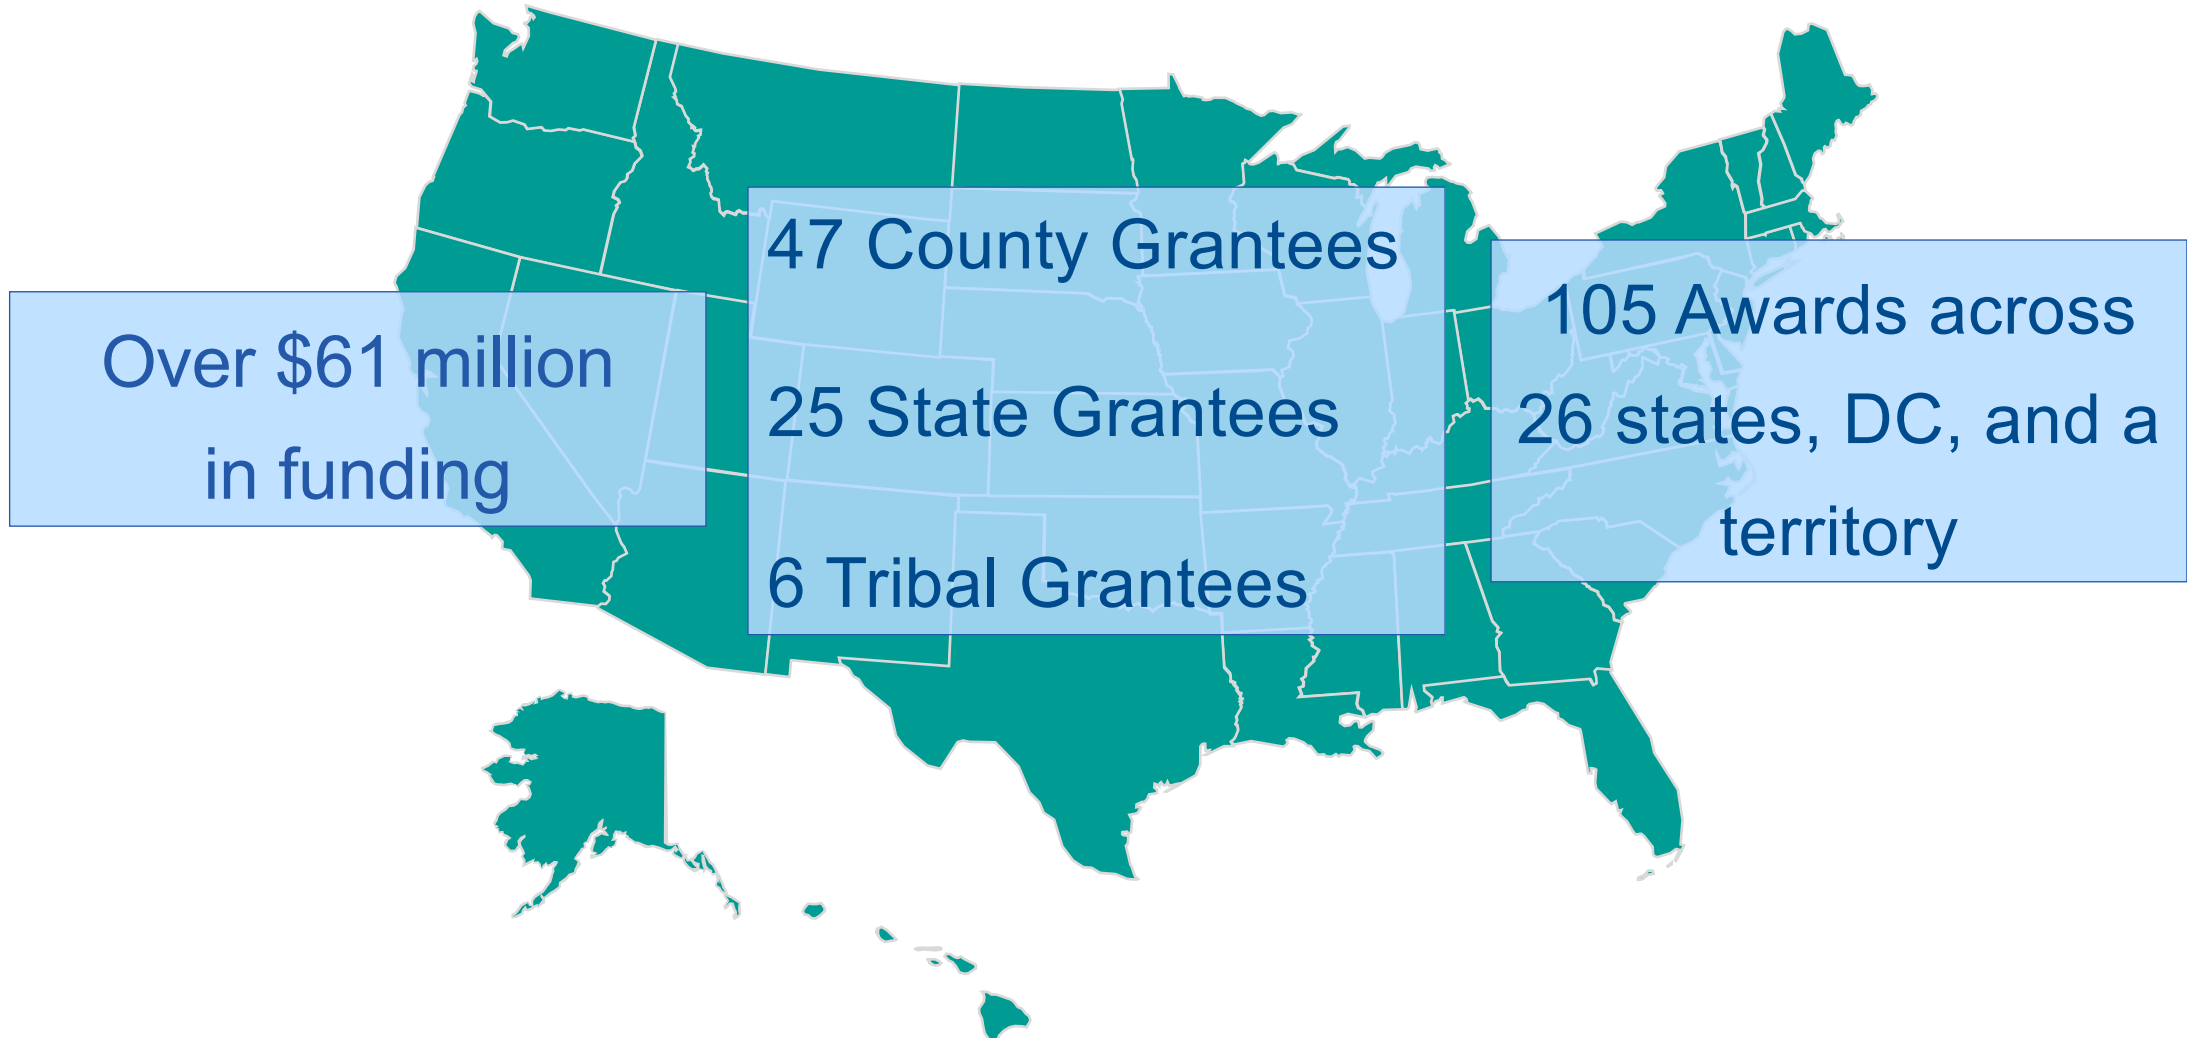 Over $61 million
in funding
47 County Grantees
25 State Grantees
6 Tribal Grantees
105 Awards across
26 states, DC, and a
territory